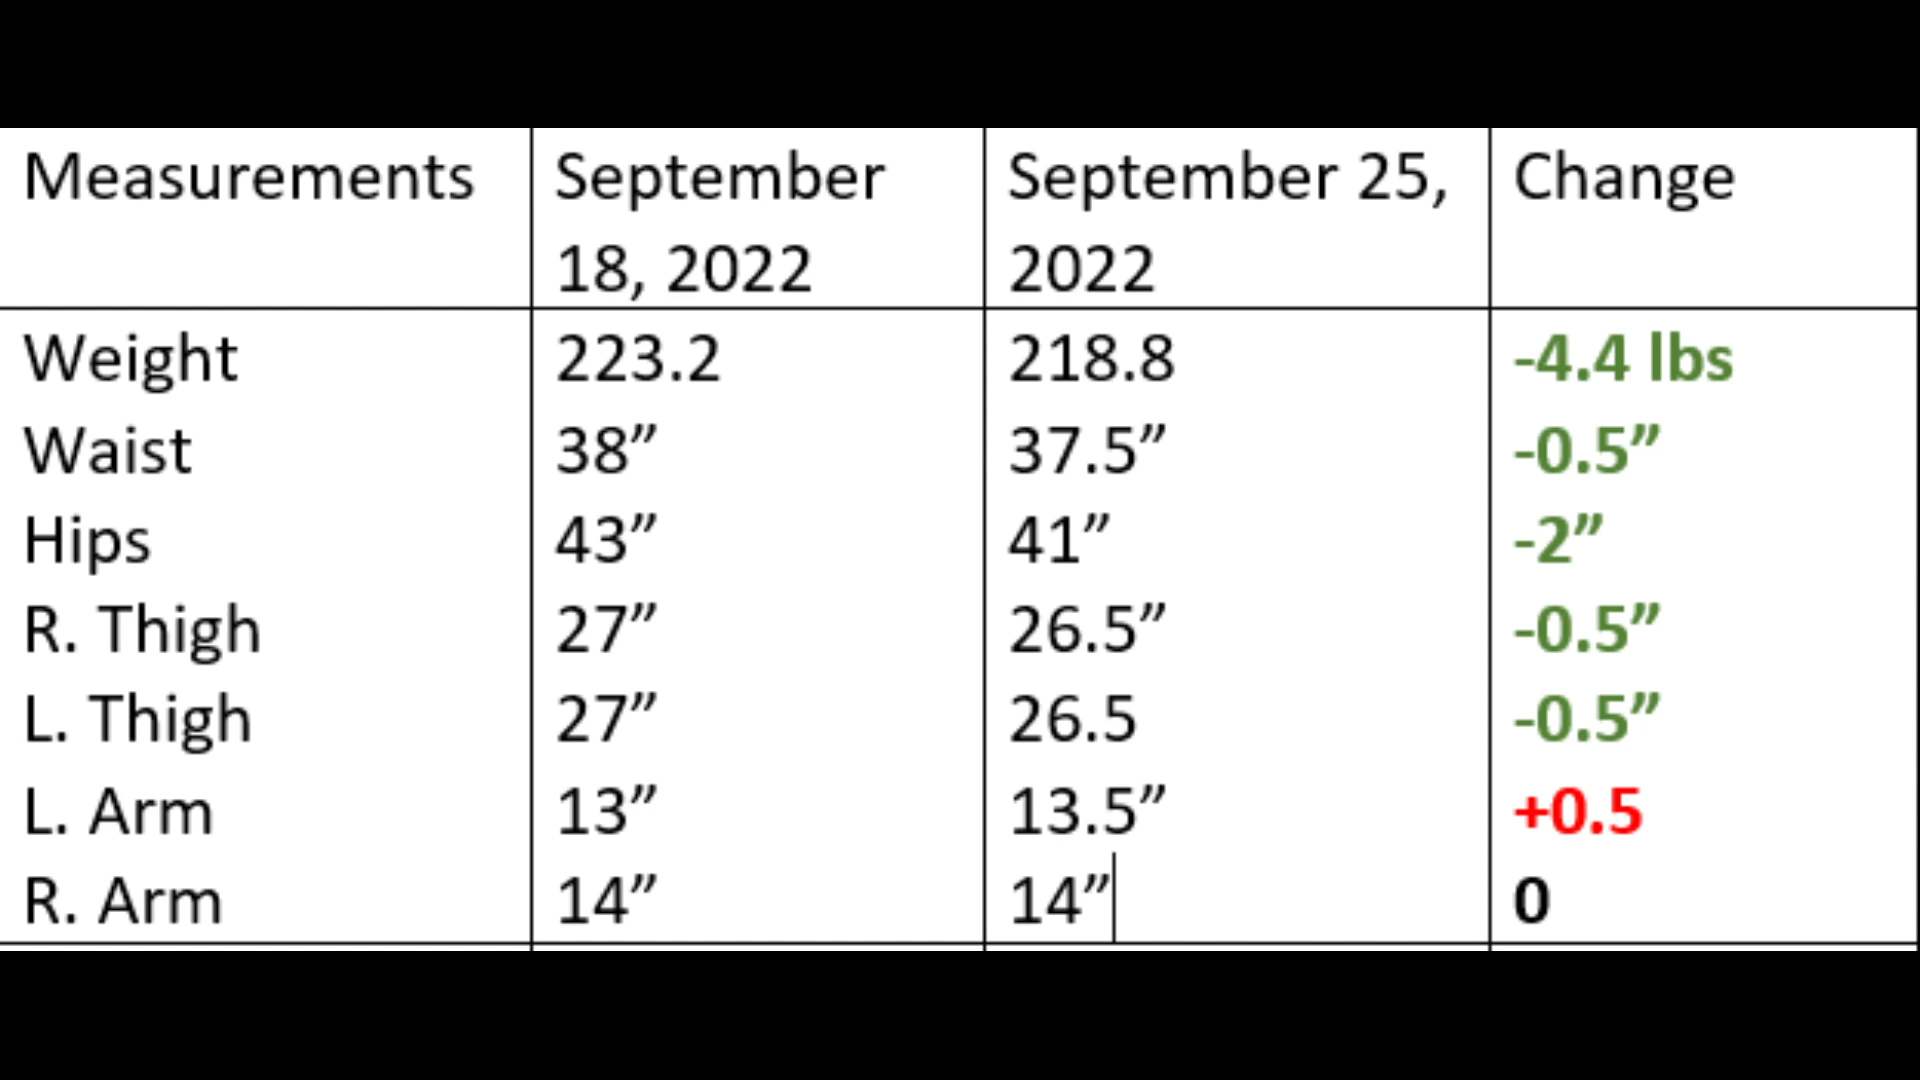 Measurements September September 25, Change
18, 2022 2022
Weight 223.2 218.8 -4.4 lbs
Waist 38” 37.5” -0.5”
Hips 43” 41” -2”
R. Thigh 27” 26.5” -0.5”
L. Thigh 27” 26.5 -0.5”
L. Arm 13” 13.5” +0.5
R. Arm 14” 14” 0